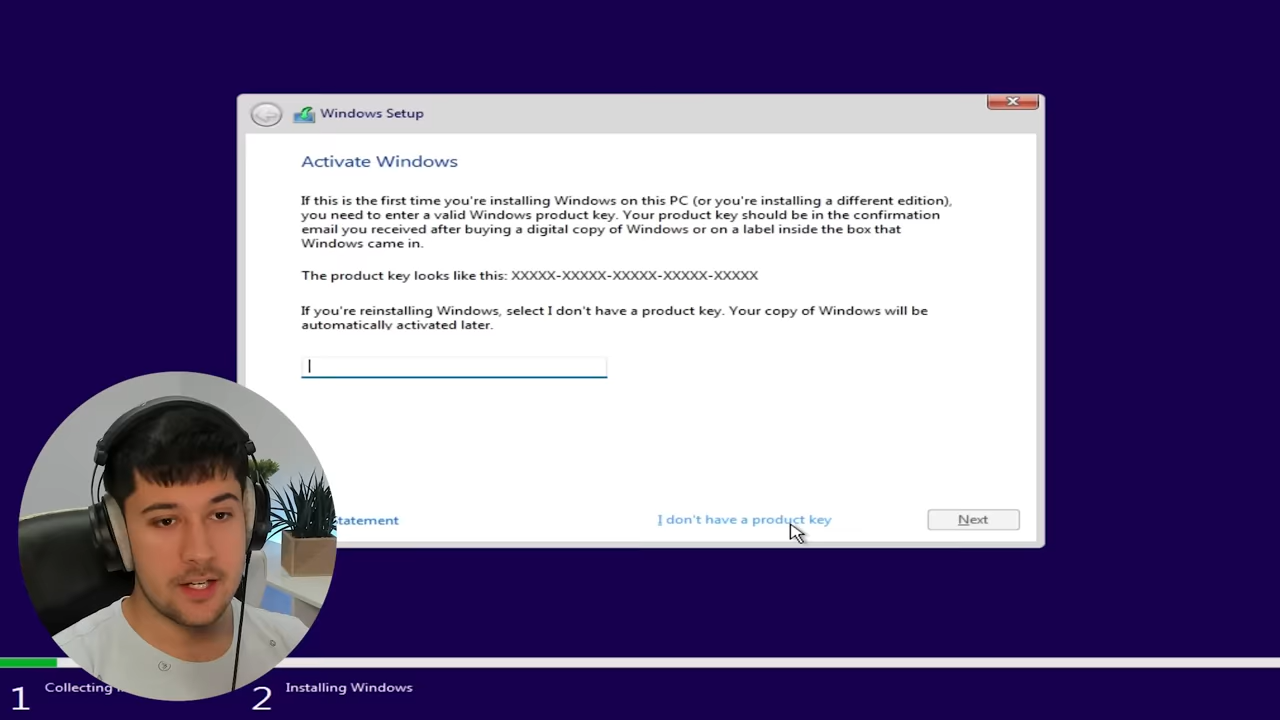 Windows Setup
Activate Windows
If this is the first time you're installing Windows on this PC (or you're installing a different edition),
you need to enter a valid Windows product key. Your product key should be in the confirmation
email you received after buying a digital copy of Windows or on a label inside the box that
Windows came in.
The product key looks like this: XXXXX-XXXXX-XXXXX-XXXXX-XXXXX
If you're reinstalling Windows, select I don't have a product key. Your copy of Windows will be
automatically activated later.
statement I don't have a product key Next
1 Collecting 2 Installing Windows